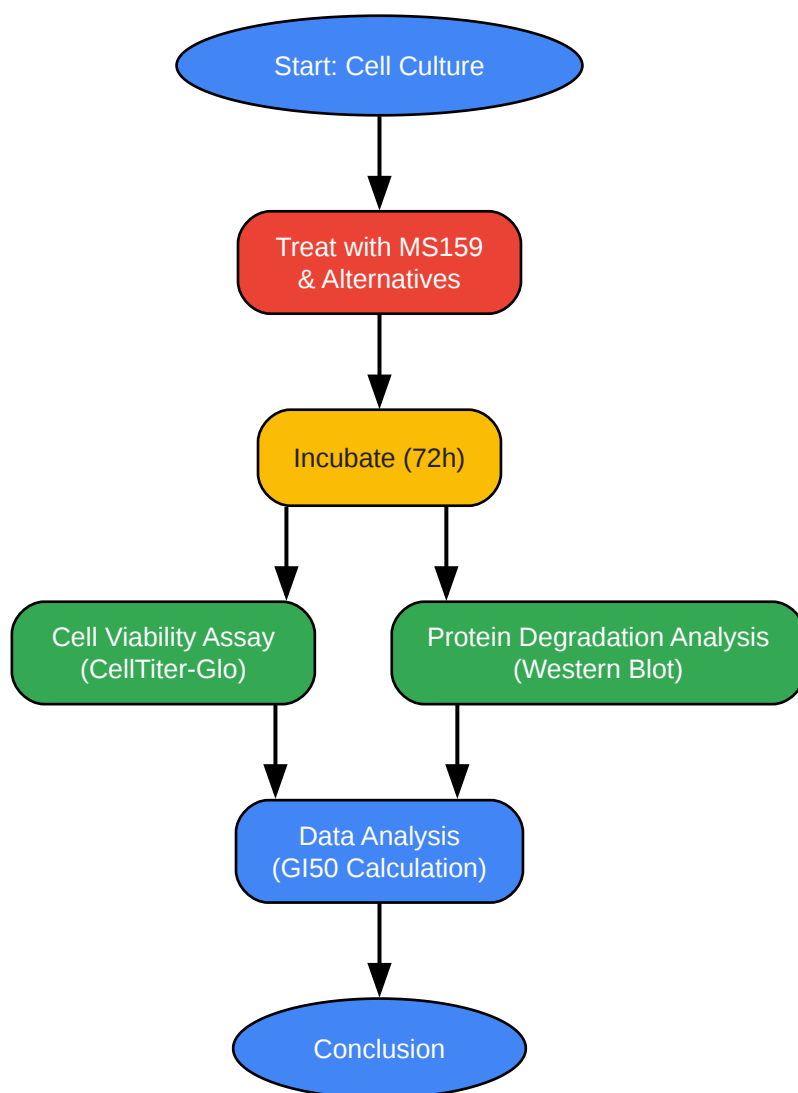 Start: Cell Culture
Treat with MS159
& Alternatives
Incubate (72h)
Cell Viability Assay
(CellTiter-Glo)
Protein Degradation Analysis
(Western Blot)
Data Analysis
(GI50 Calculation)
Conclusion